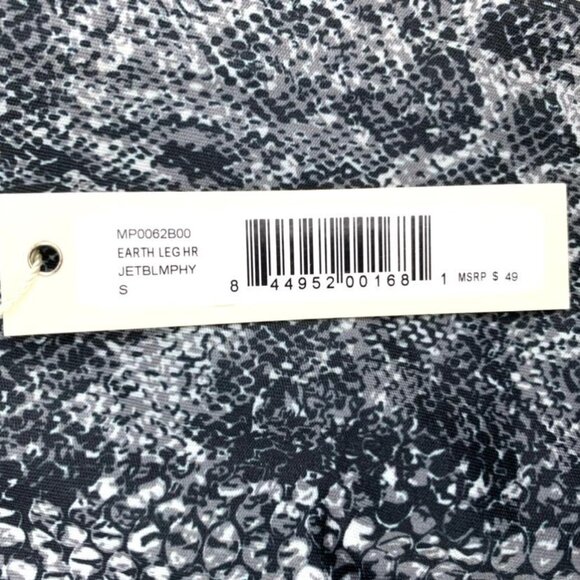 MP0062B00
EARTH LEG HR
JETBLMPHY
S
8 44952 00168 1
MSRP $ 49